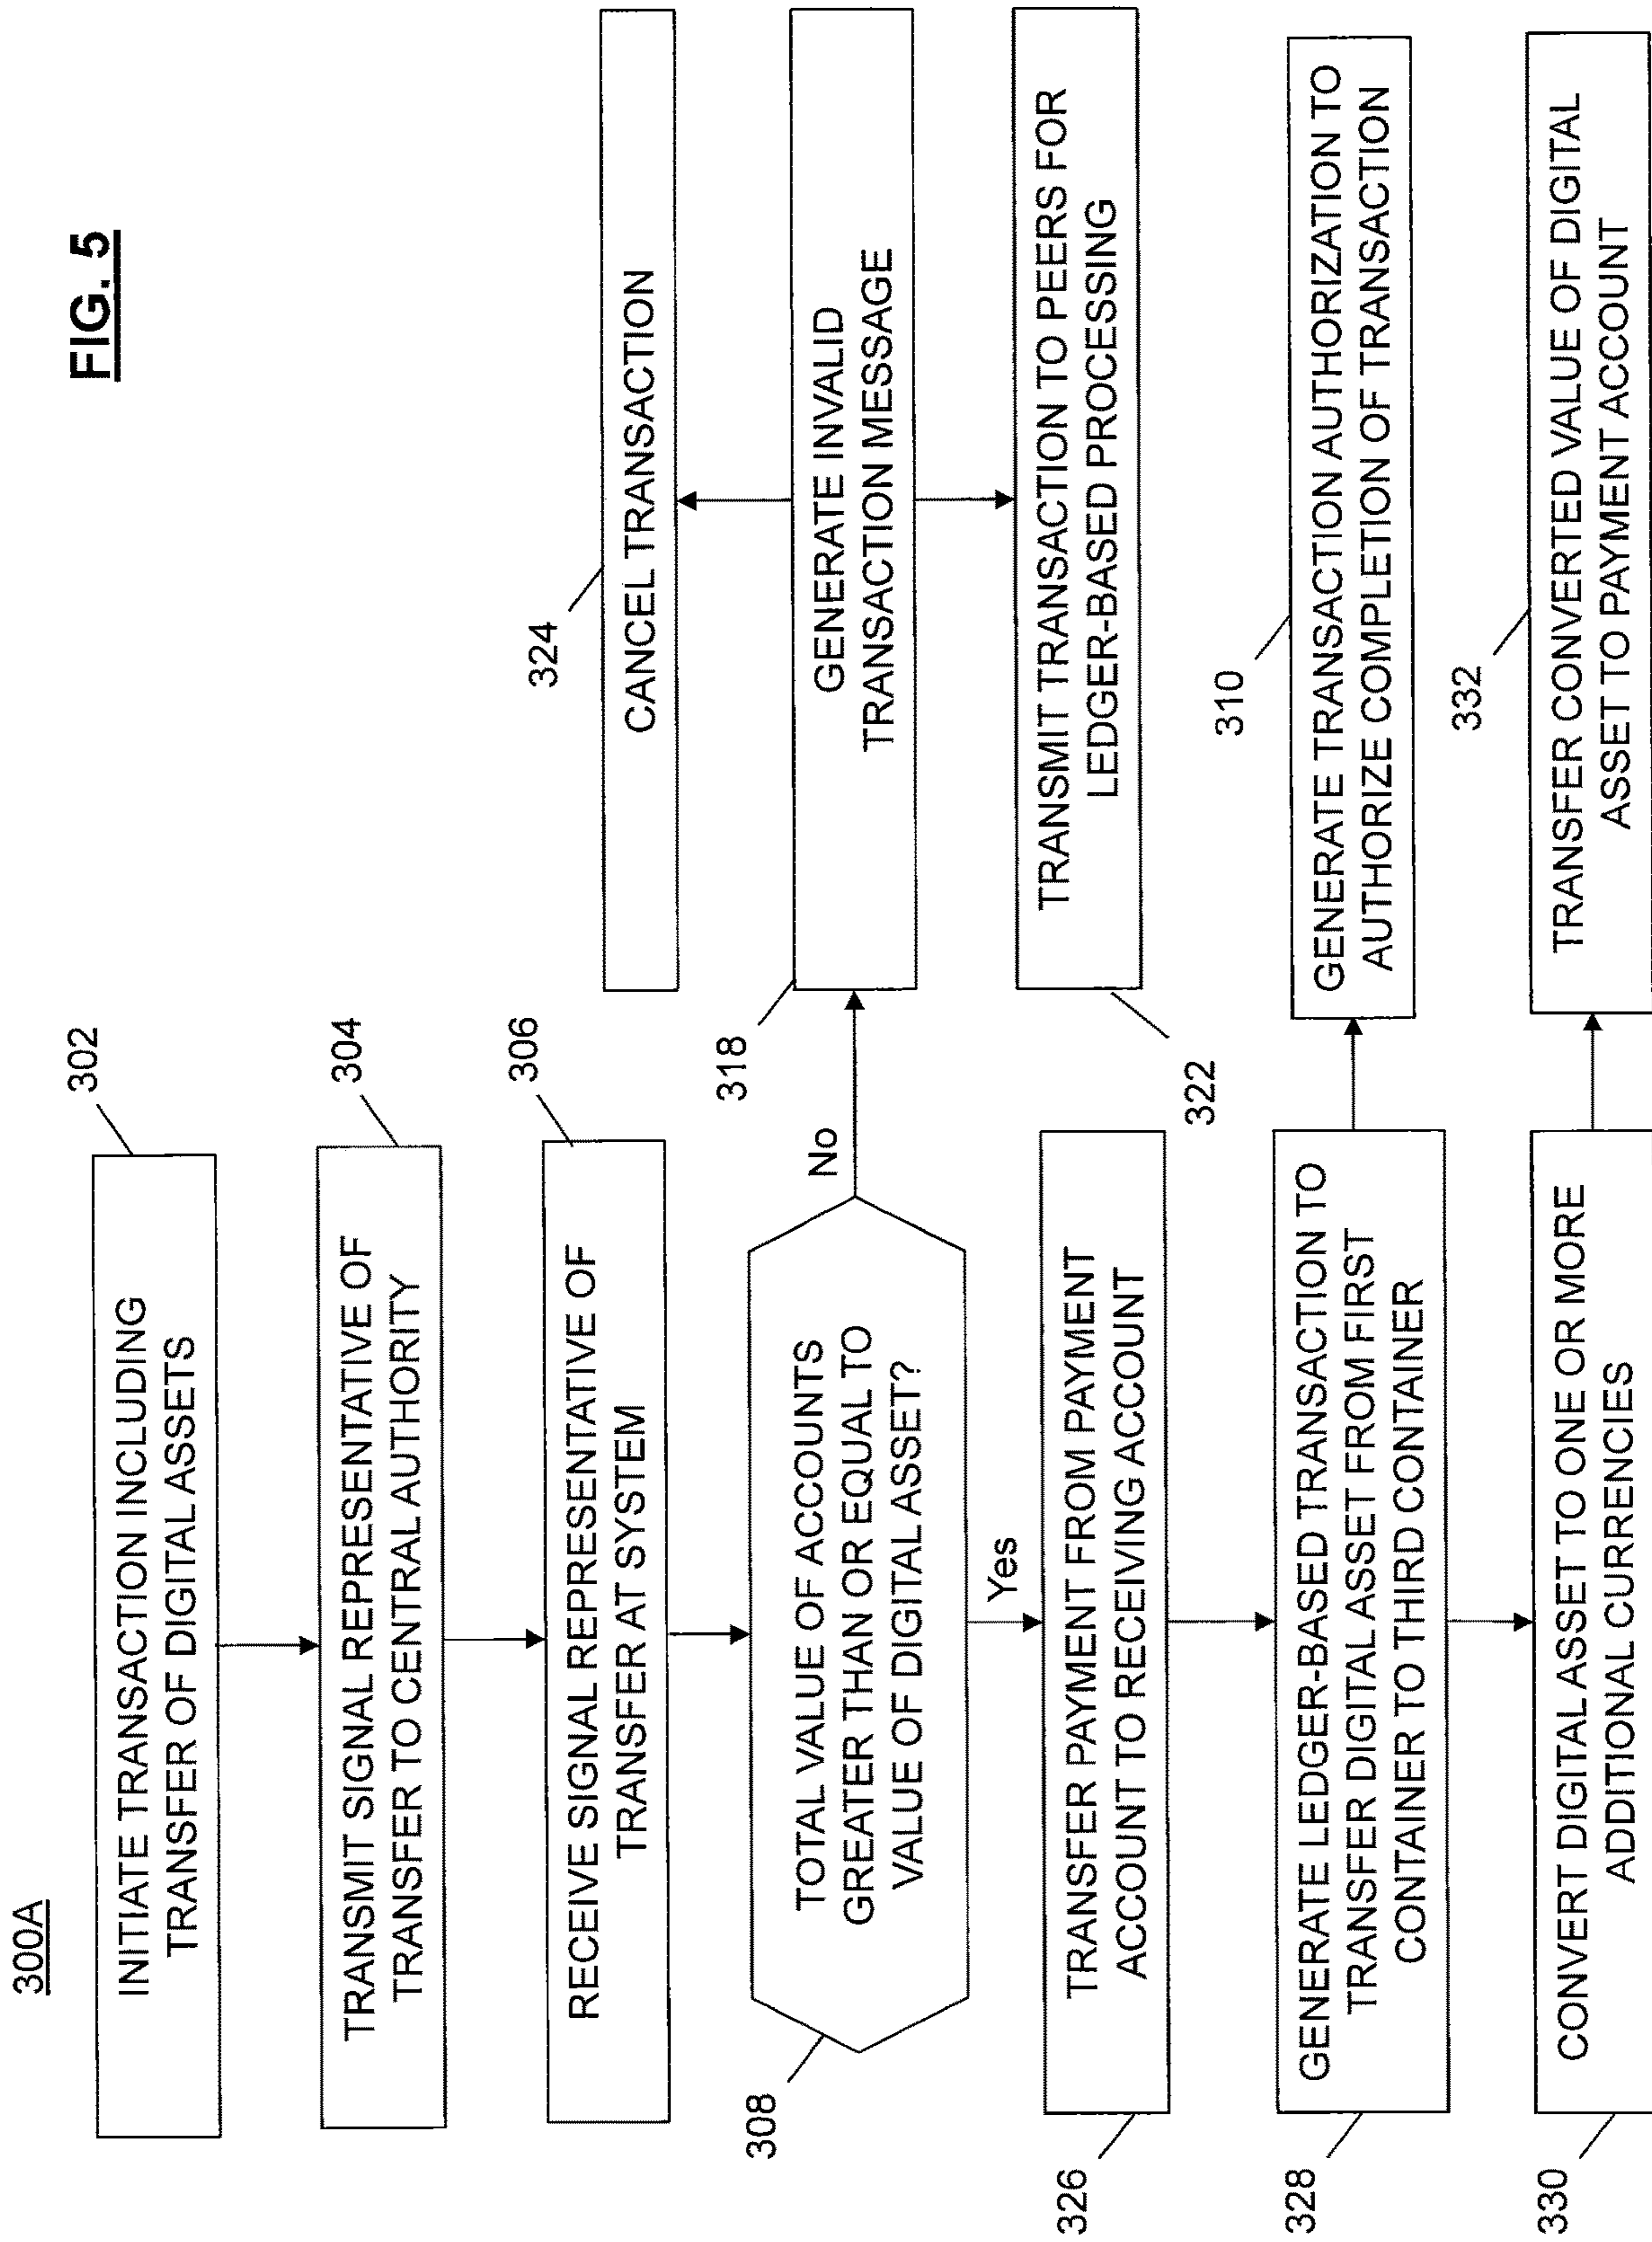 300A
FIG. 5
302
INITIATE TRANSACTION INCLUDING
TRANSFER OF DIGITAL ASSETS
304
TRANSMIT SIGNAL REPRESENTATIVE OF
TRANSFER TO CENTRAL AUTHORITY
306
RECEIVE SIGNAL REPRESENTATIVE OF
TRANSFER AT SYSTEM
324
CANCEL TRANSACTION
308
TOTAL VALUE OF ACCOUNTS
GREATER THAN OR EQUAL TO
VALUE OF DIGITAL ASSET?
No
318
GENERATE INVALID
TRANSACTION MESSAGE
Yes
326
TRANSFER PAYMENT FROM PAYMENT
ACCOUNT TO RECEIVING ACCOUNT
322
TRANSMIT TRANSACTION TO PEERS FOR
LEDGER-BASED PROCESSING
328
GENERATE LEDGER-BASED TRANSACTION TO
TRANSFER DIGITAL ASSET FROM FIRST
CONTAINER TO THIRD CONTAINER
310
GENERATE TRANSACTION AUTHORIZATION TO
AUTHORIZE COMPLETION OF TRANSACTION
330
CONVERT DIGITAL ASSET TO ONE OR MORE
ADDITIONAL CURRENCIES
332
TRANSFER CONVERTED VALUE OF DIGITAL
ASSET TO PAYMENT ACCOUNT